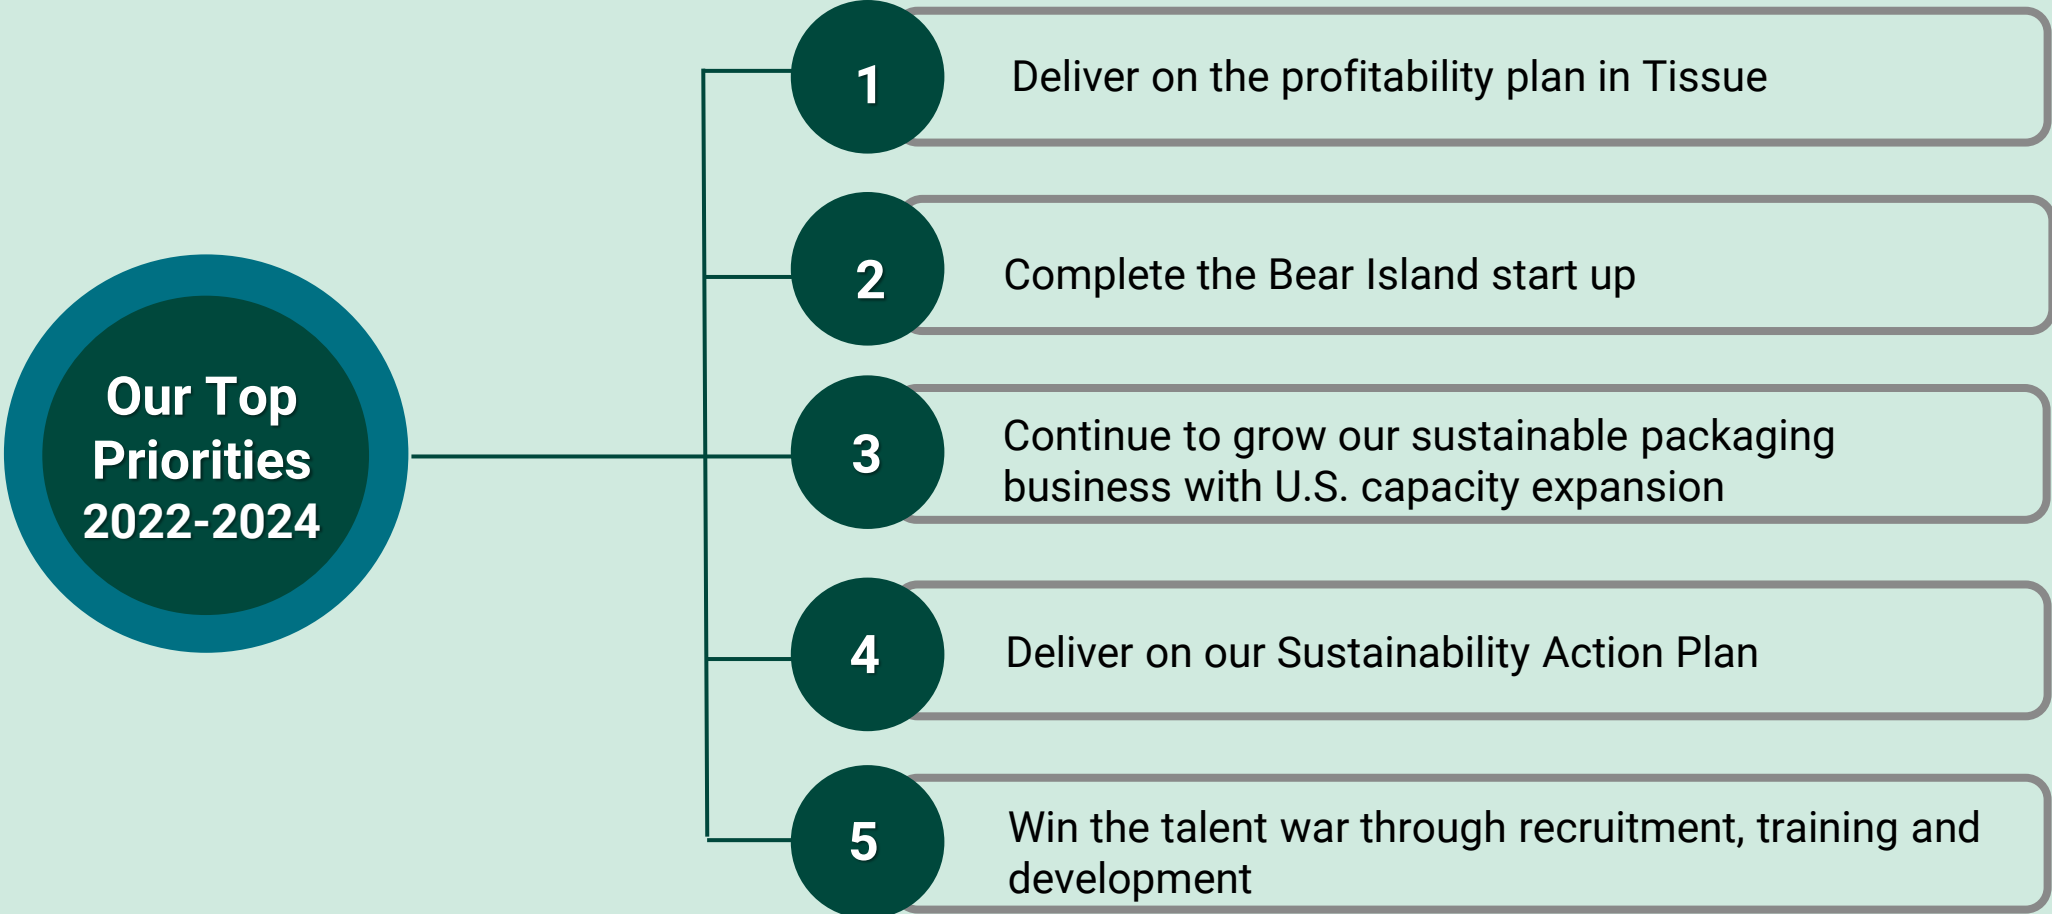 Our Top
Priorities
2022-2024
1
Deliver on the profitability plan in Tissue
2
Complete the Bear Island start up
3
Continue to grow our sustainable packaging
business with U.S. capacity expansion
4
Deliver on our Sustainability Action Plan
5
Win the talent war through recruitment, training and
development